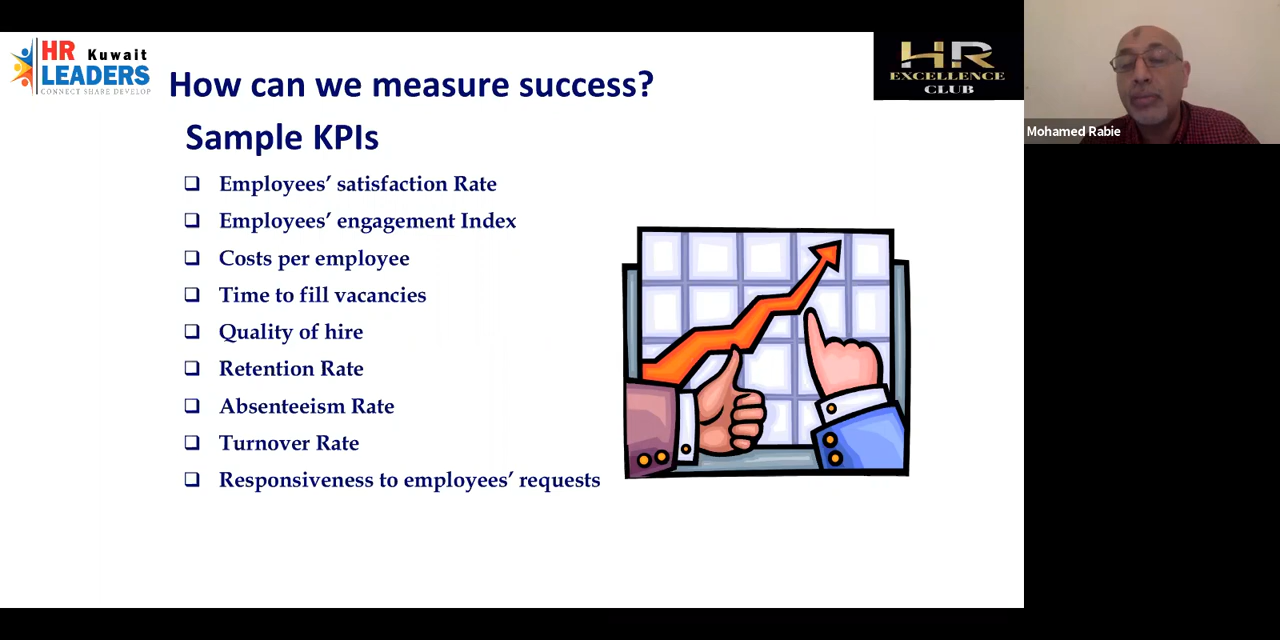 HR Kuwait
LEADERS
CONNECT SHARE DEVELOP
How can we measure success?
HR
EXCELLENCE
CLUB
Mohamed Rabie
Sample KPIs
❑ Employees’ satisfaction Rate
❑ Employees’ engagement Index
❑ Costs per employee
❑ Time to fill vacancies
❑ Quality of hire
❑ Retention Rate
❑ Absenteeism Rate
❑ Turnover Rate
❑ Responsiveness to employees’ requests